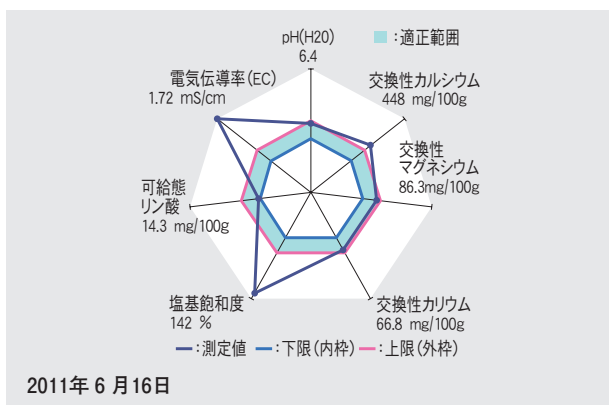 pH(H20)
6.4
:適正範囲
電気伝導率(EC)
1.72 mS/cm
交換性カルシウム
448 mg/100g
交換性
マグネシウム
86.3mg/100g
可給態
リン酸
14.3 mg/100g
塩基飽和度
142 %
交換性カリウム
66.8 mg/100g
:測定値 :下限(内枠) :上限(外枠)
2011年 6 月16日